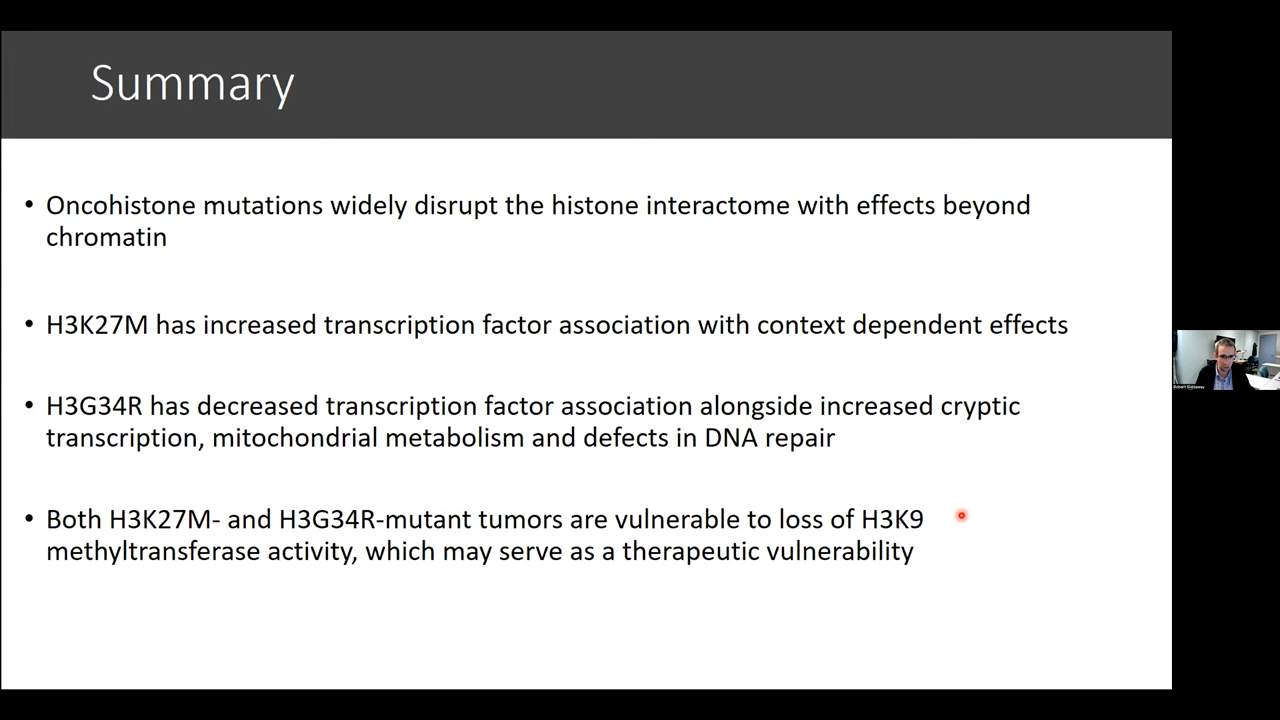 Summary
• Oncohistone mutations widely disrupt the histone interactome with effects beyond
chromatin
• H3K27M has increased transcription factor association with context dependent effects
• H3G34R has decreased transcription factor association alongside increased cryptic
transcription, mitochondrial metabolism and defects in DNA repair
• Both H3K27M- and H3G34R-mutant tumors are vulnerable to loss of H3K9
methyltransferase activity, which may serve as a therapeutic vulnerability
Robert Siddaway